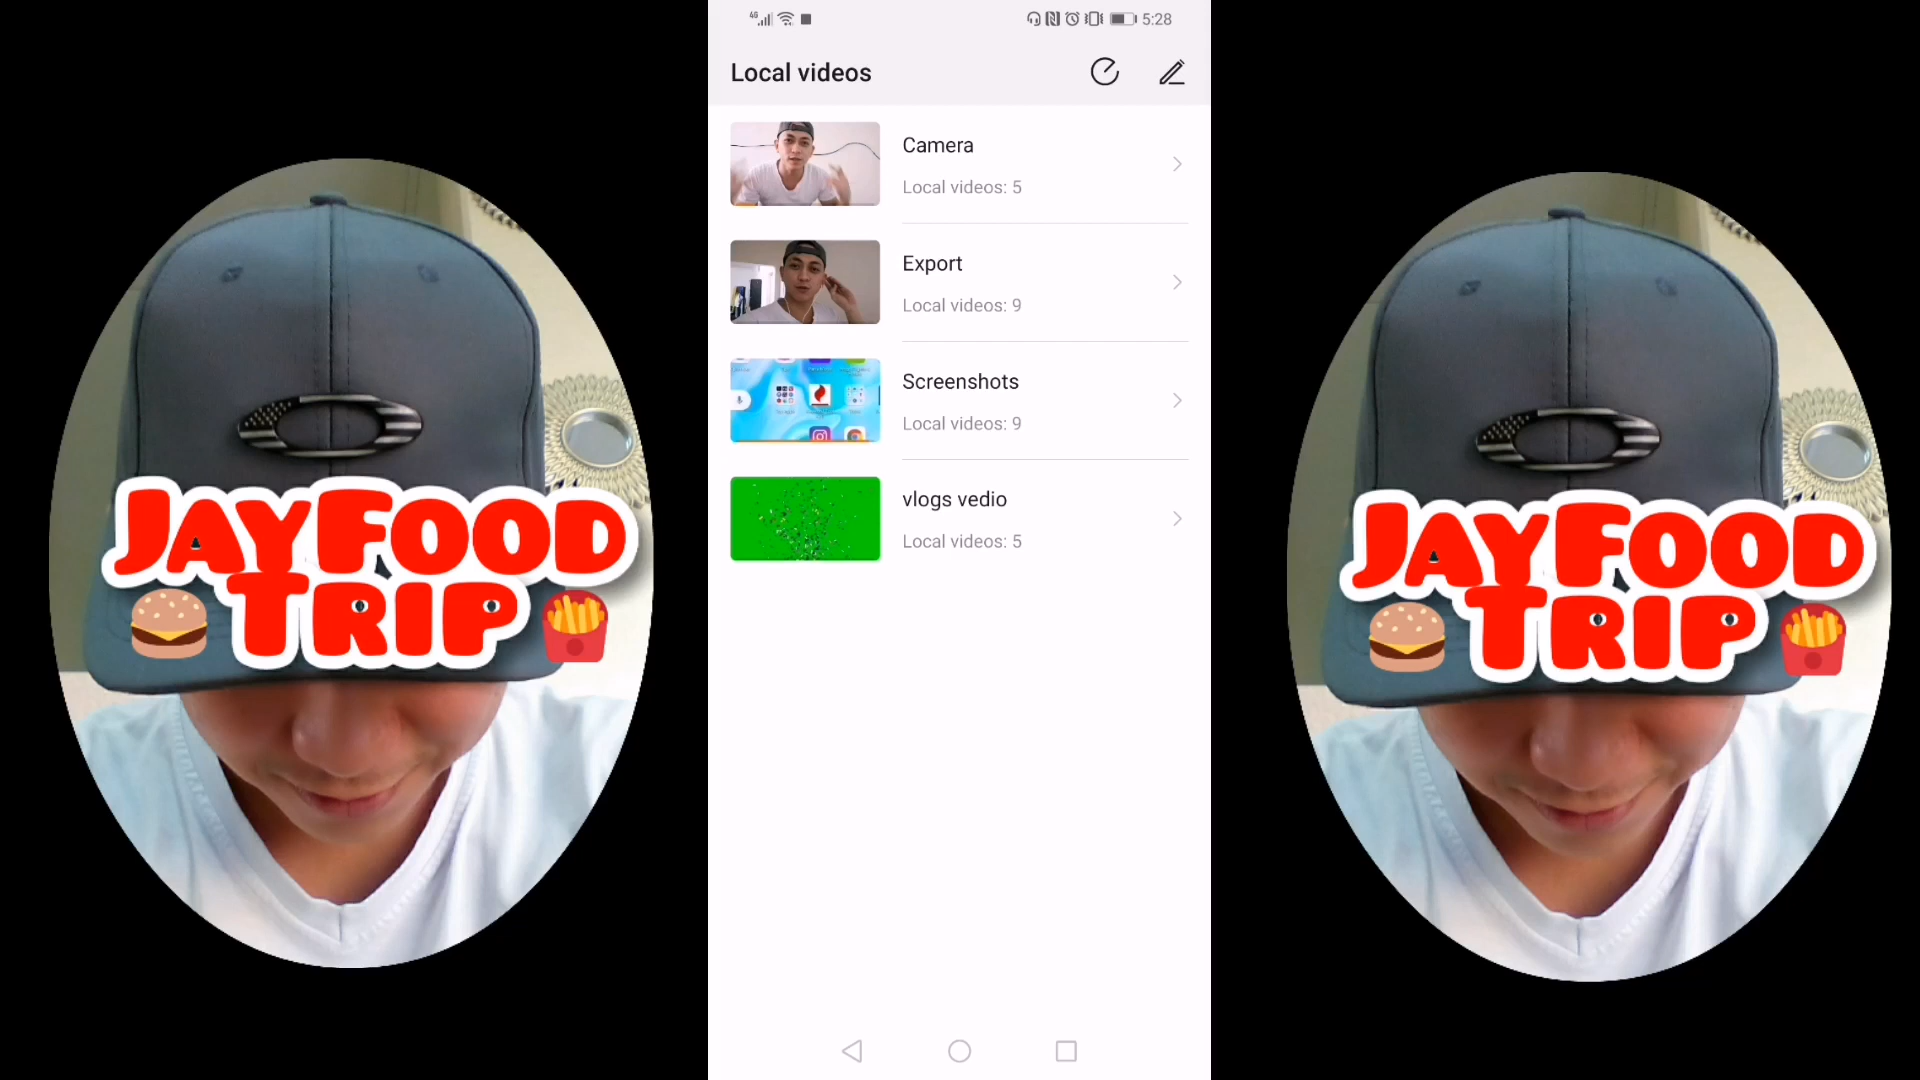 4G
5:28
Local videos
Camera
Local videos: 5
Export
Local videos: 9
Screenshots
Local videos: 9
vlogs vedio
Local videos: 5
JayFood
Trip
JayFood
Trip